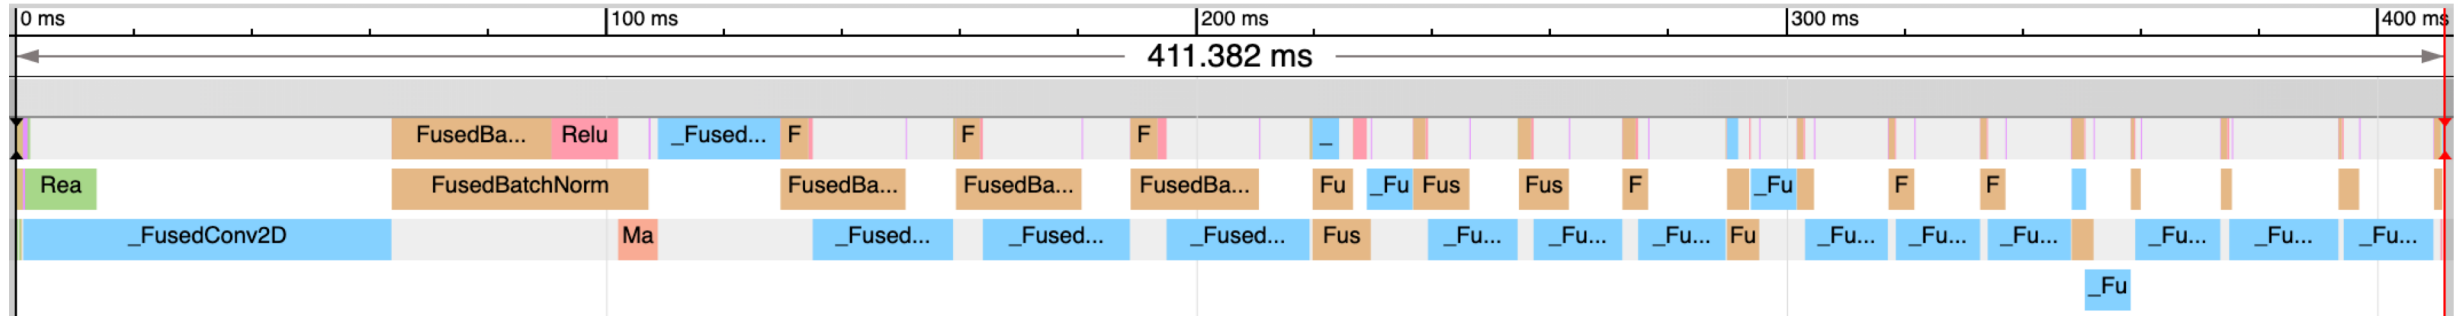 0 ms 100 ms 200 ms 300 ms 400 ms
411.382 ms
FusedBa... Relu _Fused... F F F _
Rea FusedBatchNorm FusedBa... FusedBa... FusedBa... Fu _Fu Fus Fus F _Fu F F
_FusedConv2D Ma _Fused... _Fused... _Fused... Fus _Fu... _Fu... _Fu... Fu _Fu... _Fu... _Fu... _Fu... _Fu... _Fu...
_Fu